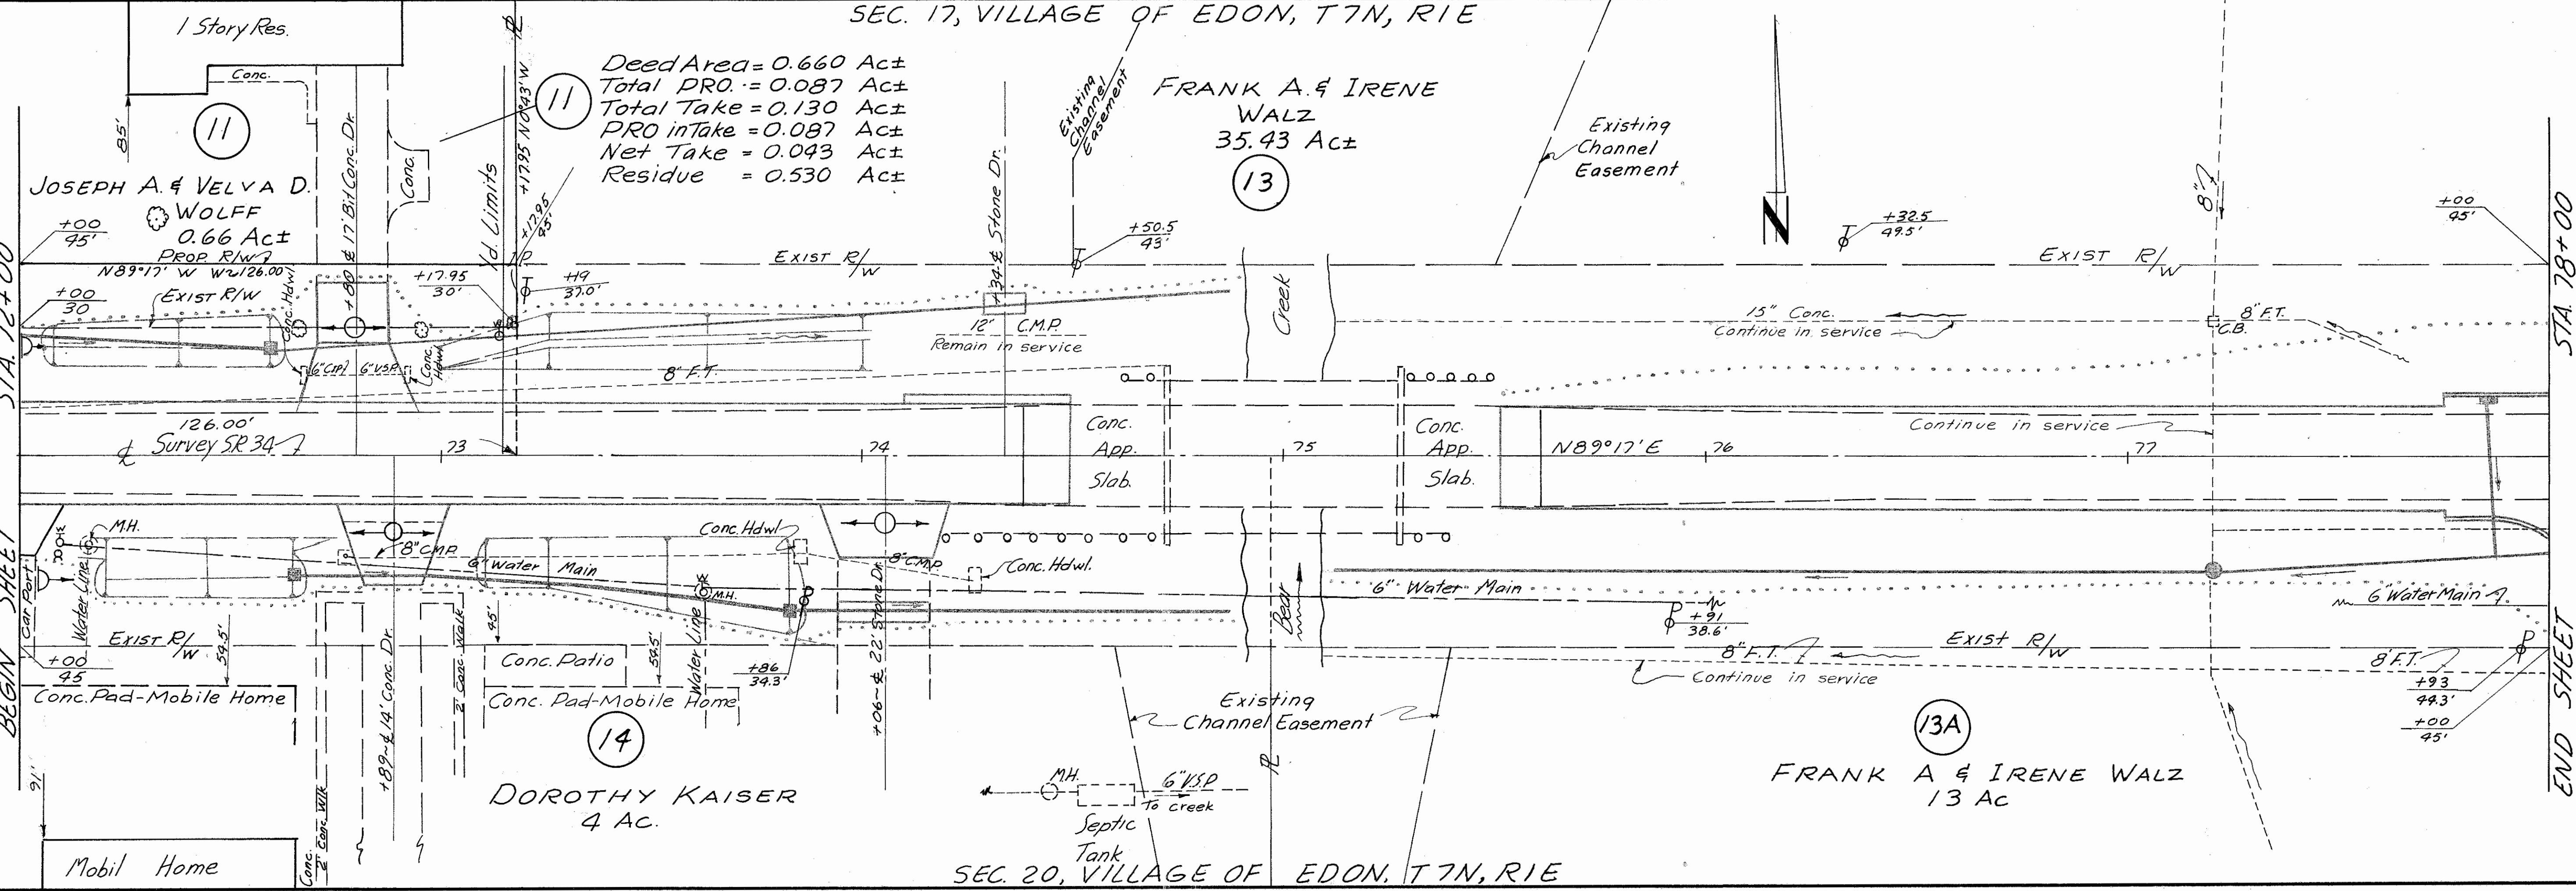 SEC. 17, VILLAGE OF EDON, T7N, R1E
1 Story Res.
Conc.
85'
11
JOSEPH A. & VELVA D.
WOLFF
0.66 Ac±
+00
45'
PROP. R/W
N89°17' W W~126.00'
+00
30
EXIST R/W
Conc. Hdwl
+80 ℄ 17' Bit Conc. Dr.
Conc.
+17.95
30'
Yd. Limits
℞
+17.95 N0°43'W
+17.95
45'
I.P.
+19
37.0'
11
Deed Area = 0.660 Ac±
Total PRO. = 0.087 Ac±
Total Take = 0.130 Ac±
PRO in Take = 0.087 Ac±
Net Take = 0.043 Ac±
Residue = 0.530 Ac±
+34 ℄ Stone Dr.
Existing
Channel
Easement
FRANK A. & IRENE
WALZ
35.43 Ac±
13
+50.5
43'
EXIST R/W
Existing
Channel
Easement
N
+32.5
49.5'
8"
+00
45'
EXIST R/W
15" Conc.
Continue in service
8" F.T.
C.B.
Creek
12" C.M.P.
Remain in service
8" F.T.
6" C.I.P.
6" V.S.P.
Conc.
Hdwl
BEGIN SHEET STA. 72+00
END SHEET STA 78+00
126.00'
℄ Survey S.R. 34
73
74
Conc.
App.
Slab.
75
Conc.
App.
Slab.
N89°17'E
76
Continue in service
77
M.H.
Car Port
Water Line
8" C.M.P.
6" Water Main
Conc. Hdwl
8" C.M.P.
Conc. Hdwl.
M.H.
Water Line
EXIST R/W
+00
45
54.5'
Conc. Pad-Mobile Home
+89~℄ 14' Conc. Dr.
2' Conc. Walk
45'
Conc. Patio
54.5'
Conc. Pad-Mobile Home
+86
34.3'
+06~℄ 22' Stone Dr.
Bear
6" Water Main
+91
38.6'
6" Water Main
8" F.T.
EXIST R/W
Continue in service
8" F.T.
+93
44.3'
+00
45'
Existing
Channel Easement
℞
14
DOROTHY KAISER
4 AC.
13A
FRANK A & IRENE WALZ
13 Ac
M.H.
6" V.S.P.
To creek
Septic
Tank
91'
Mobil Home
Conc.
2' Conc. Wlk
SEC. 20, VILLAGE OF EDON, T7N, R1E